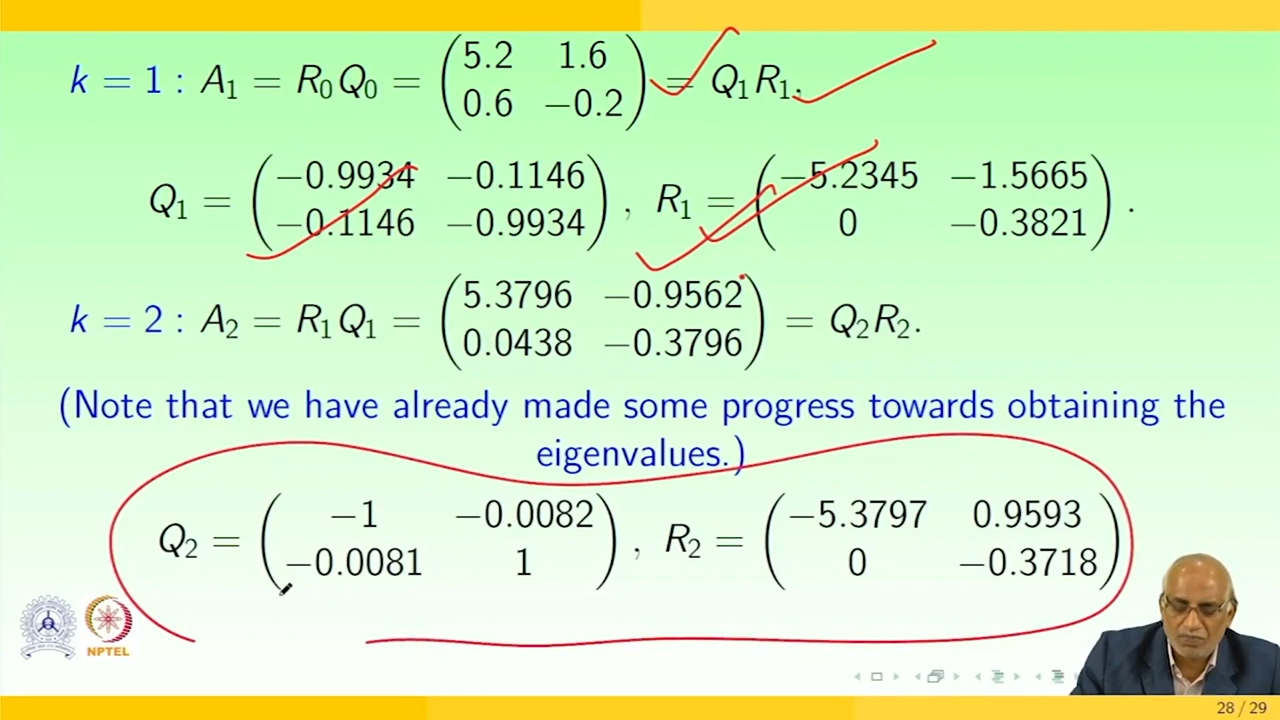 k = 1 : A₁ = R₀Q₀ = (5.2 1.6; 0.6 −0.2) = Q₁R₁.
Q₁ = (−0.9934 −0.1146; −0.1146 −0.9934), R₁ = (−5.2345 −1.5665; 0 −0.3821).
k = 2 : A₂ = R₁Q₁ = (5.3796 −0.9562; 0.0438 −0.3796) = Q₂R₂.
(Note that we have already made some progress towards obtaining the
eigenvalues.)
Q₂ = (−1 −0.0082; −0.0081 1), R₂ = (−5.3797 0.9593; 0 −0.3718)
NPTEL
28 / 29